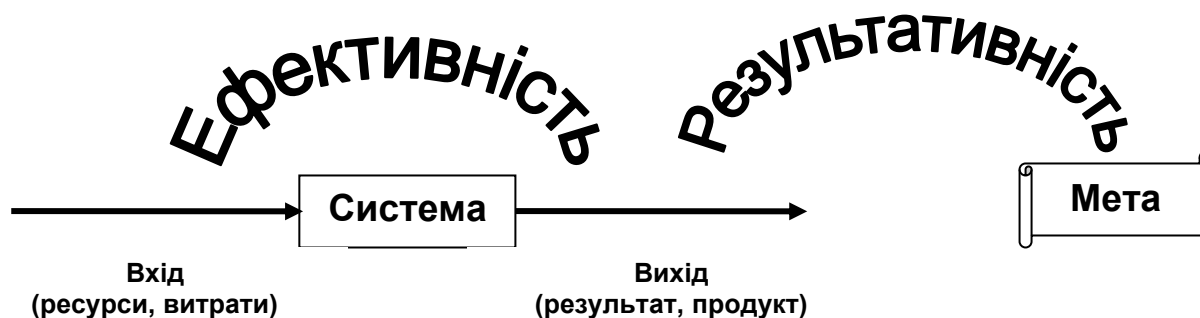 Ефективність
Результативність
Система
Мета
Вхід
(ресурси, витрати)
Вихід
(результат, продукт)